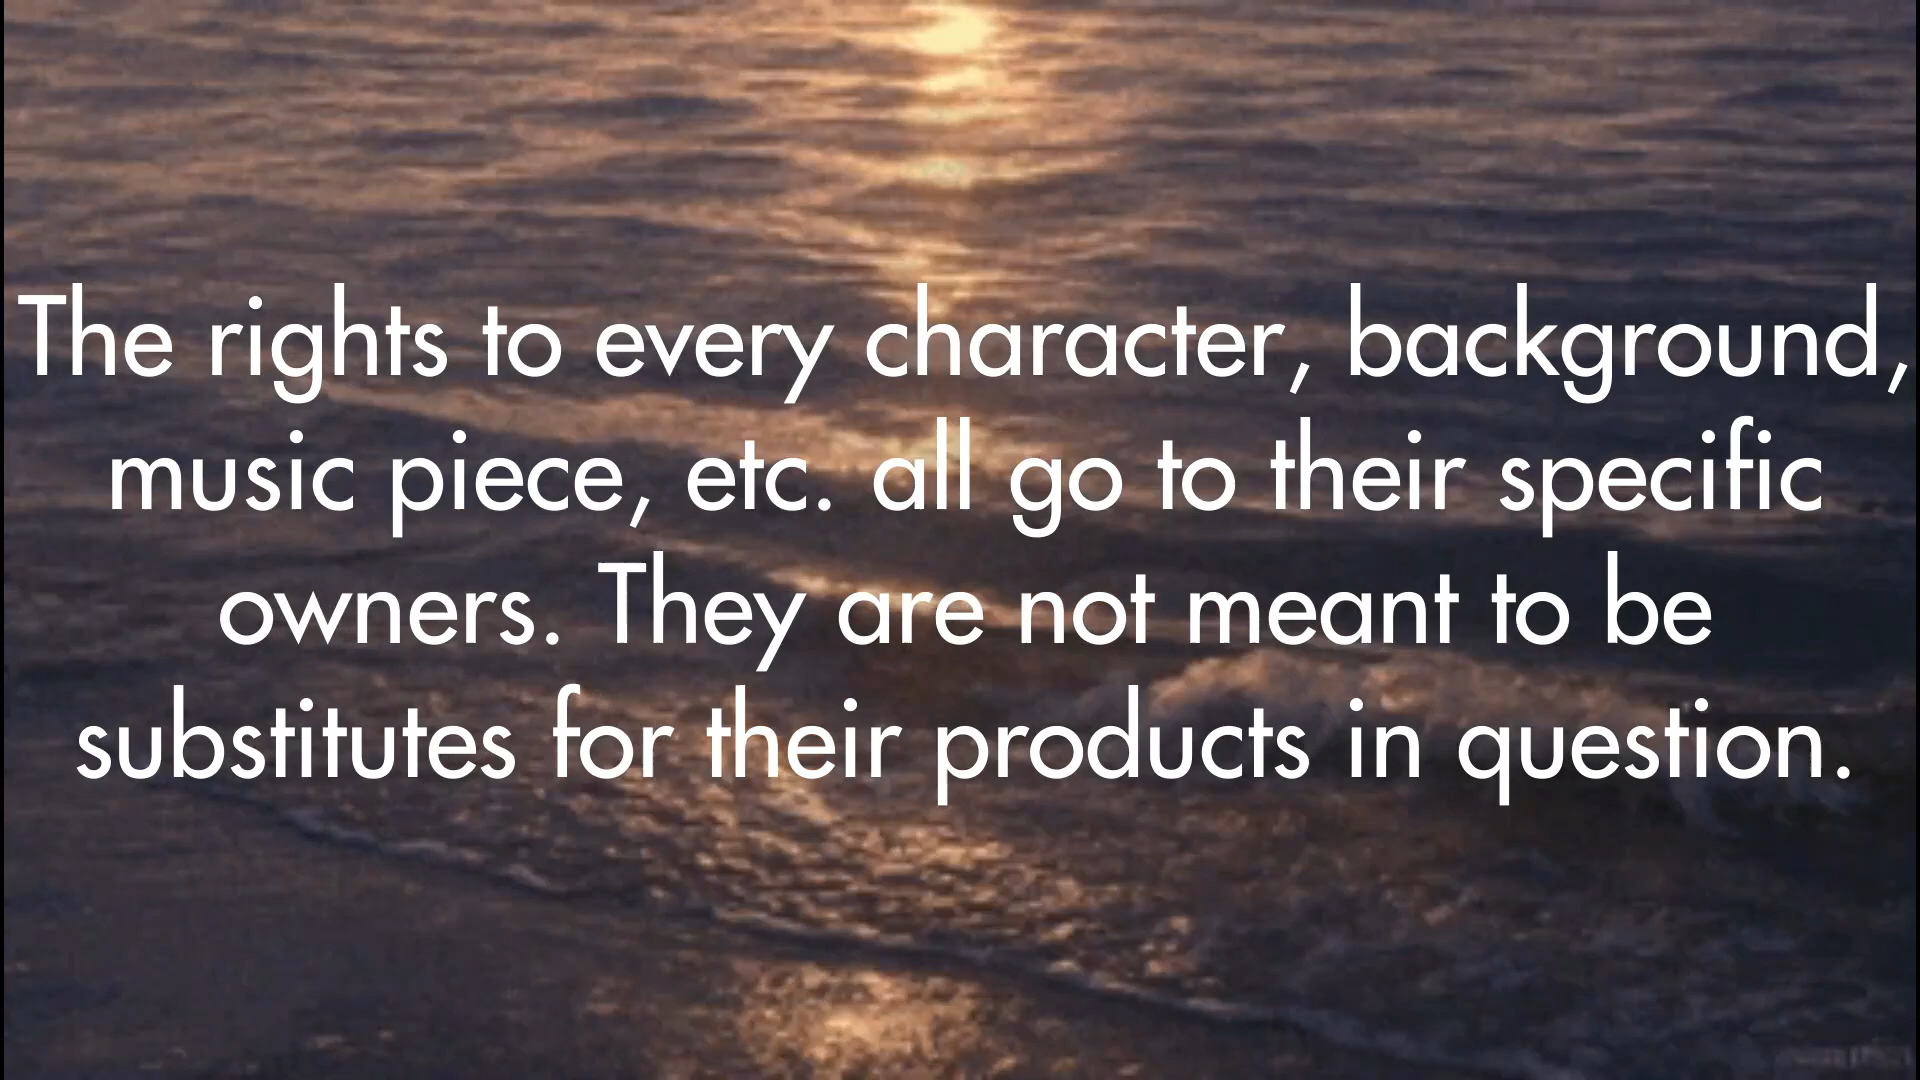 The rights to every character, background,
music piece, etc. all go to their specific
owners. They are not meant to be
substitutes for their products in question.